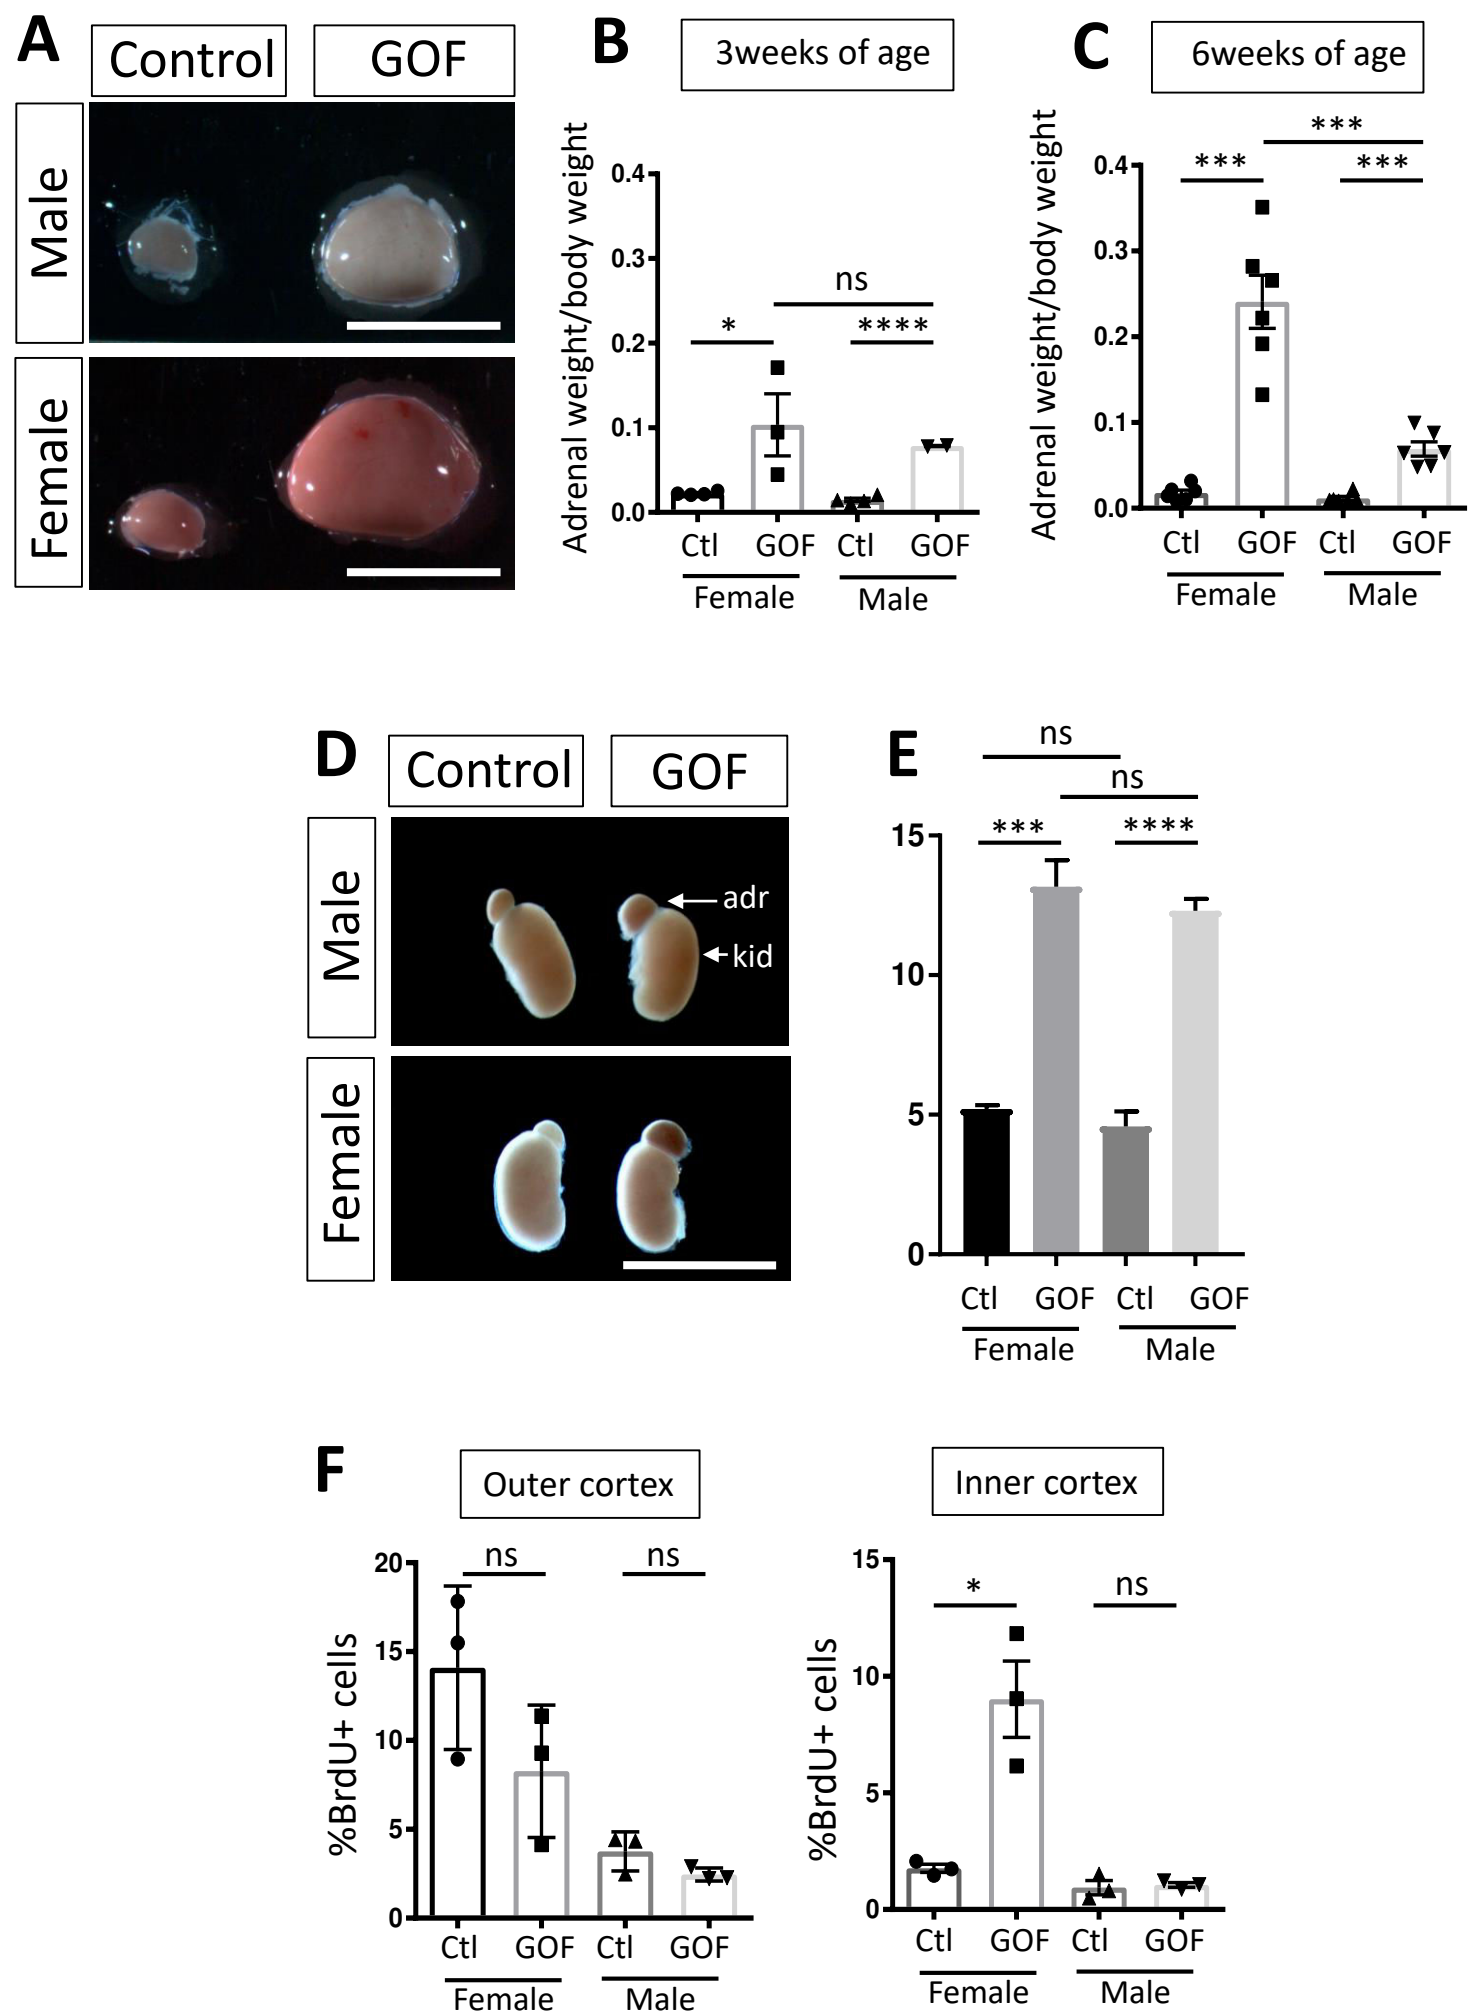 A
Control
GOF
Male
Female
B
3weeks of age
Adrenal weight/body weight
0.4
0.3
0.2
0.1
0.0
ns
*
****
Ctl
GOF
Ctl
GOF
Female
Male
C
6weeks of age
Adrenal weight/body weight
0.4
0.3
0.2
0.1
0.0
***
***
***
Ctl
GOF
Ctl
GOF
Female
Male
D
Control
GOF
Male
adr
kid
Female
E
ns
ns
***
****
15
10
5
0
Ctl
GOF
Ctl
GOF
Female
Male
F
Outer cortex
%BrdU+ cells
20
15
10
5
0
ns
ns
Ctl
GOF
Ctl
GOF
Female
Male
Inner cortex
%BrdU+ cells
15
10
5
0
*
ns
Ctl
GOF
Ctl
GOF
Female
Male